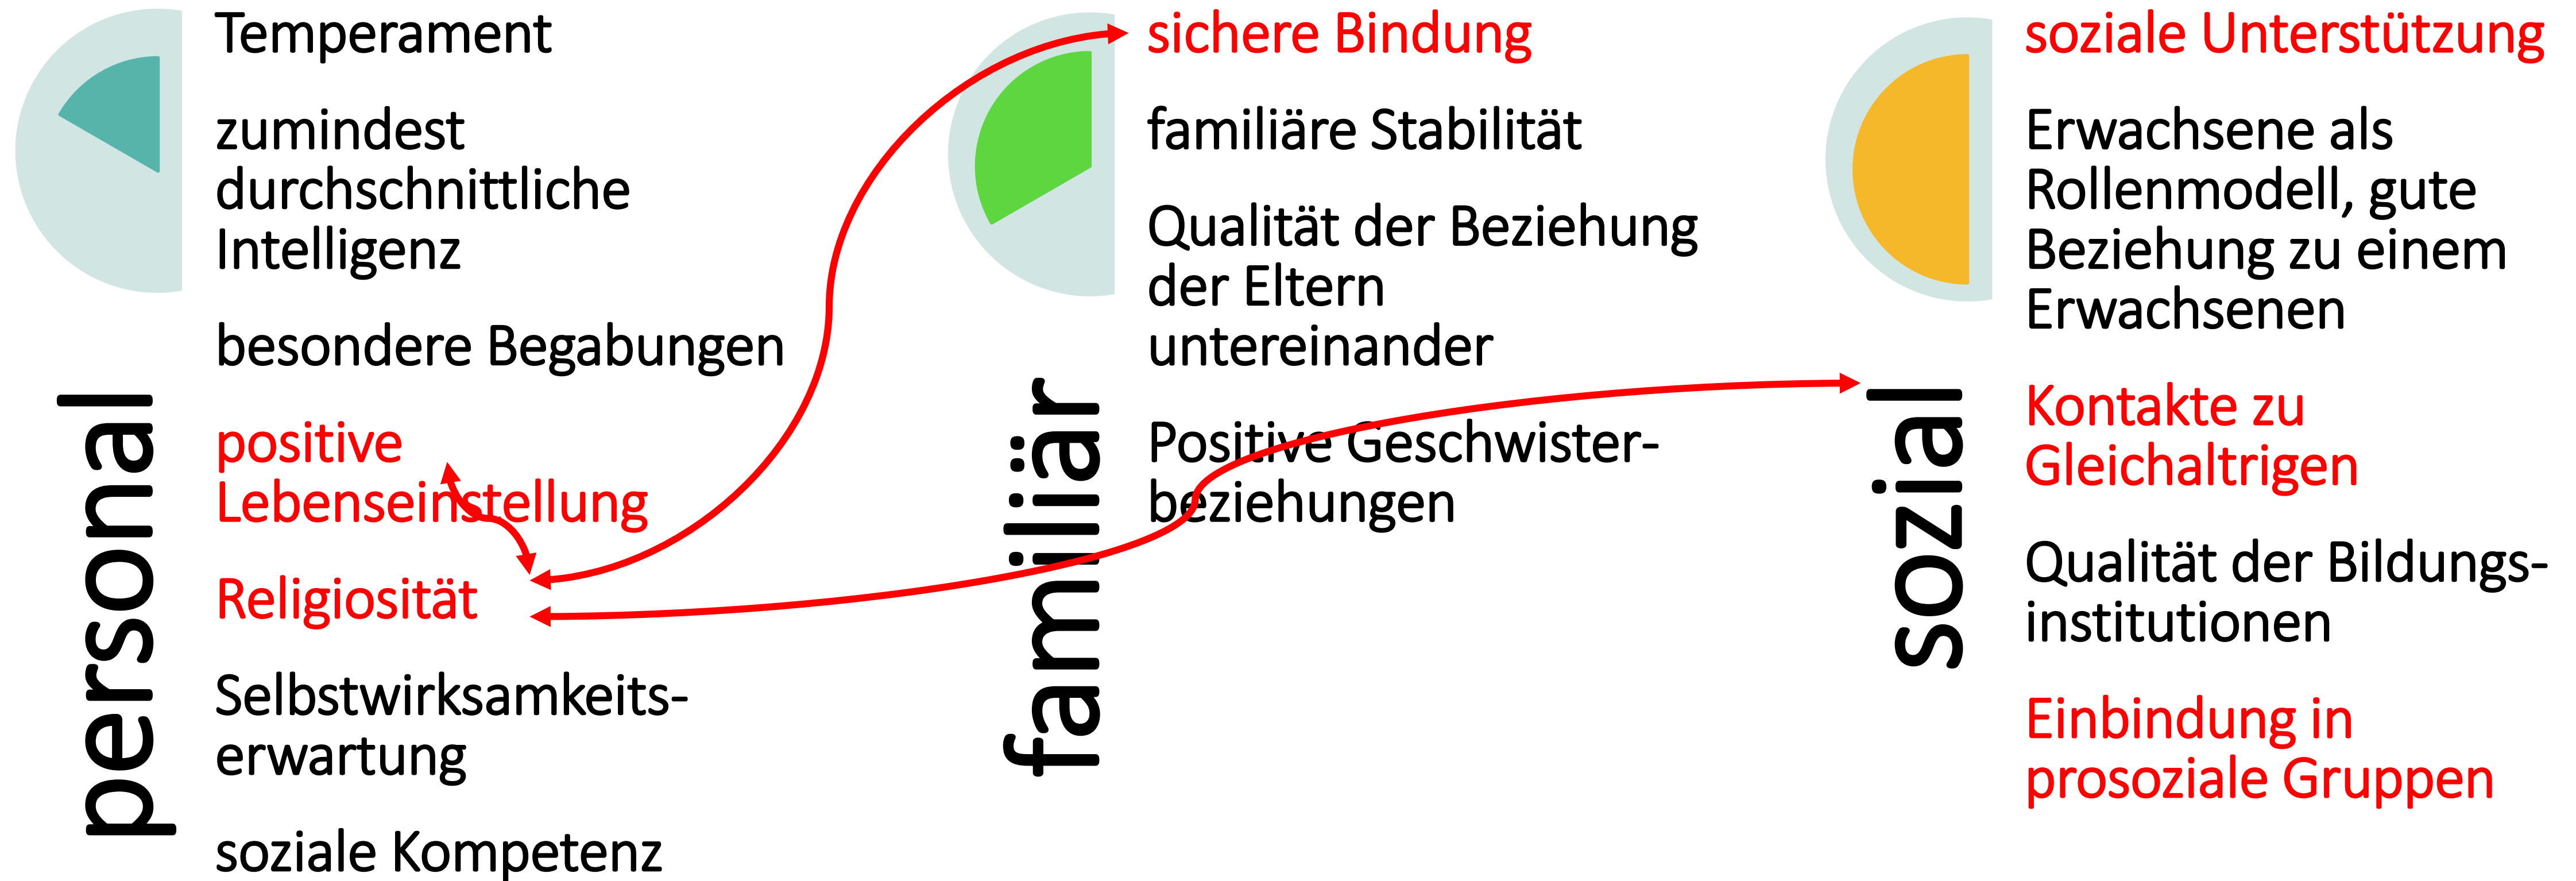 personal
Temperament
zumindest
durchschnittliche
Intelligenz
besondere Begabungen
positive
Lebenseinstellung
Religiosität
Selbstwirksamkeits-
erwartung
soziale Kompetenz
familiär
sichere Bindung
familiäre Stabilität
Qualität der Beziehung
der Eltern
untereinander
Positive Geschwister-
beziehungen
sozial
soziale Unterstützung
Erwachsene als
Rollenmodell, gute
Beziehung zu einem
Erwachsenen
Kontakte zu
Gleichaltrigen
Qualität der Bildungs-
institutionen
Einbindung in
prosoziale Gruppen